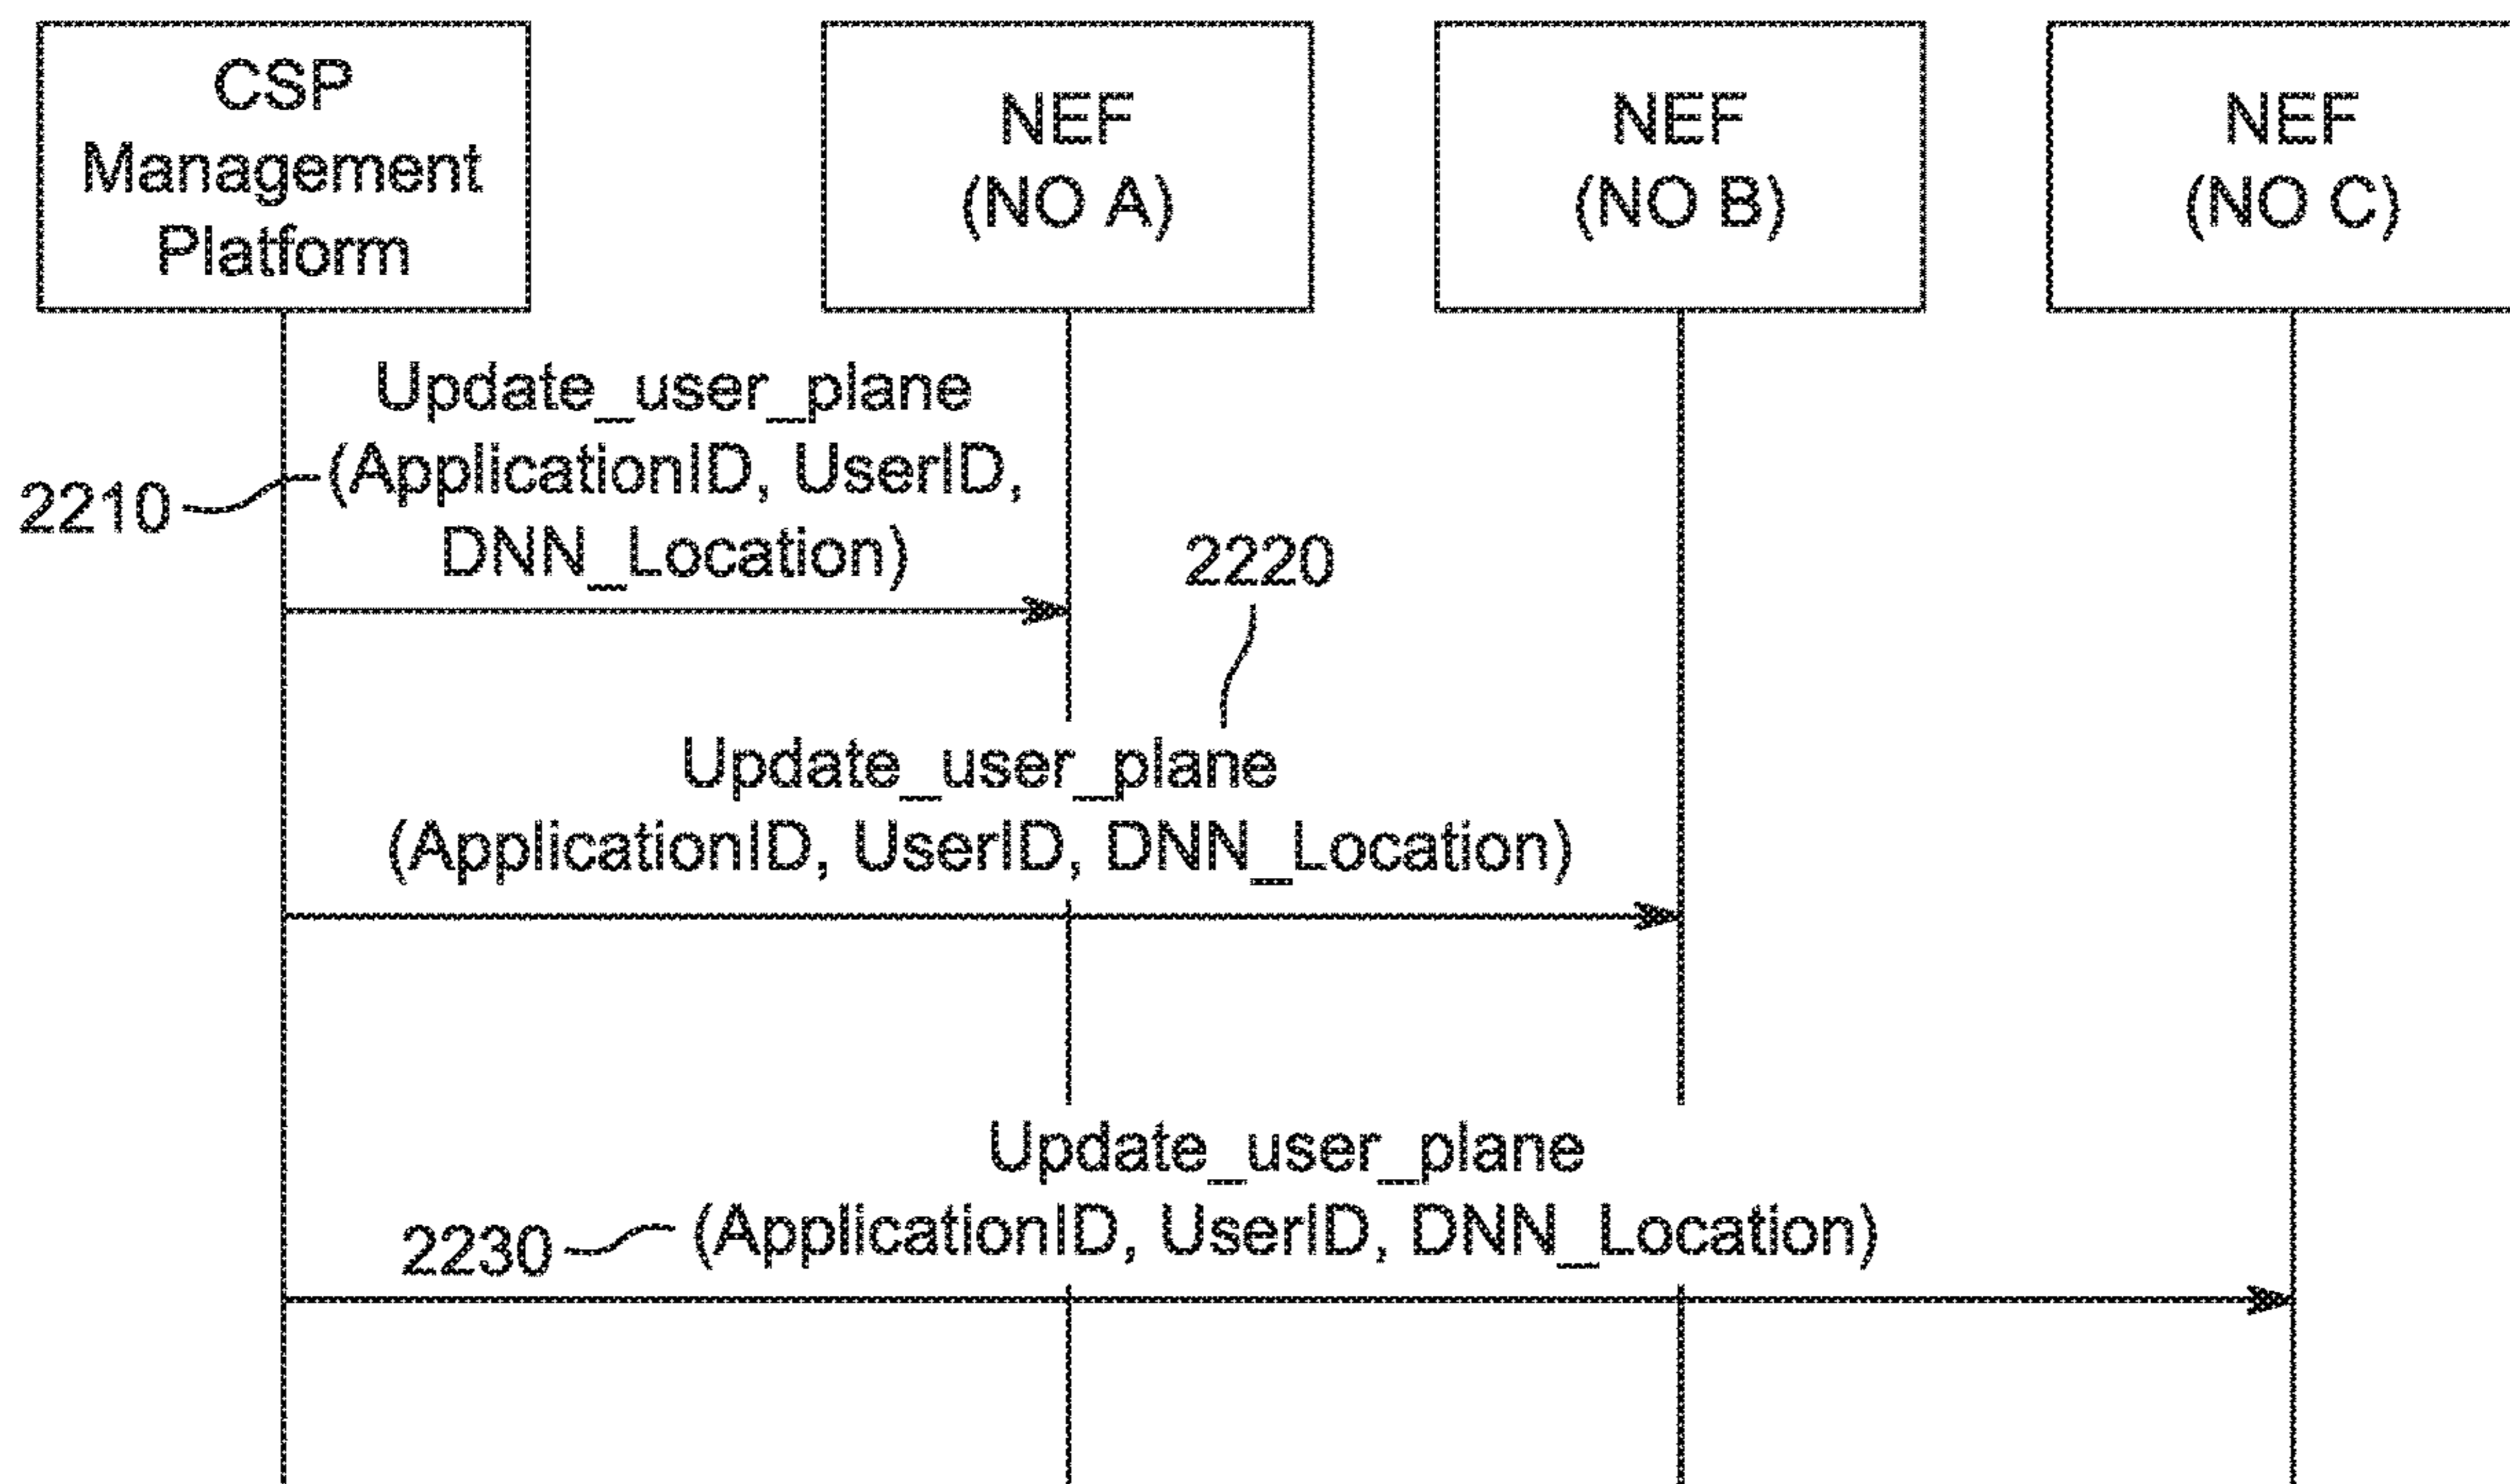 CSP
Management
Platform
NEF
(NO A)
NEF
(NO B)
NEF
(NO C)
Update_user_plane
(ApplicationID, UserID,
DNN_Location)
2210
2220
Update_user_plane
(ApplicationID, UserID, DNN_Location)
Update_user_plane
(ApplicationID, UserID, DNN_Location)
2230